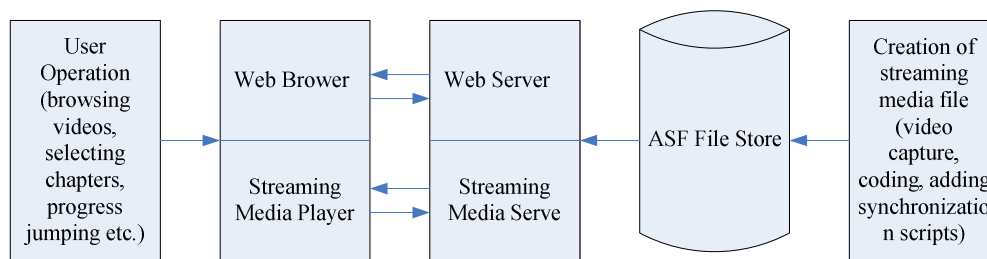 User
Operation
(browsing
videos,
selecting
chapters,
progress
jumping etc.)
Web Brower
Streaming
Media Player
Web Server
Streaming
Media Serve
ASF File Store
Creation of
streaming
media file
(video
capture,
coding, adding
synchronizatio
n scripts)